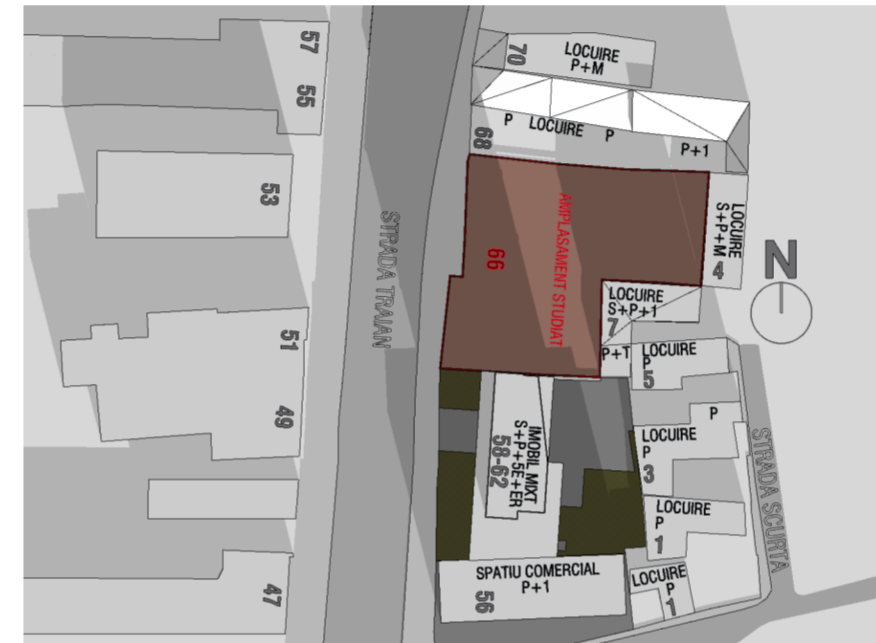 57
55
70
LOCUIRE
P+M
P LOCUIRE P
P+1
68
53
STRADA TRAIAN
66
AMPLASAMENT STUDIAT
LOCUIRE
S+P+M
4
N
LOCUIRE
S+P+1
7
P+T
LOCUIRE
P
5
51
49
IMOBIL MIXT
S+P+5E+ER
58-62
P
LOCUIRE
P
3
STRADA SCURTA
LOCUIRE
P
1
SPATIU COMERCIAL
P+1
56
LOCUIRE
P
1
47